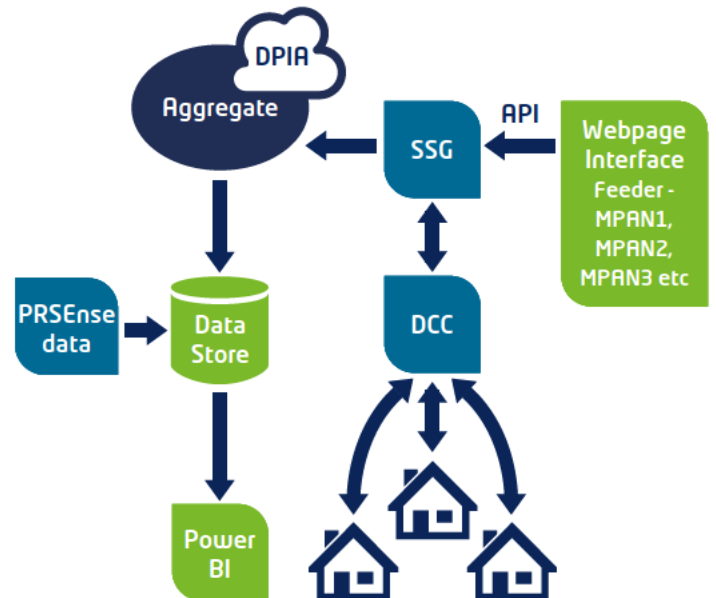 DPIA
Aggregate
SSG
API
Webpage
Interface
Feeder -
MPAN1,
MPAN2,
MPAN3 etc
PRSEnse
data
Data
Store
DCC
Power
BI